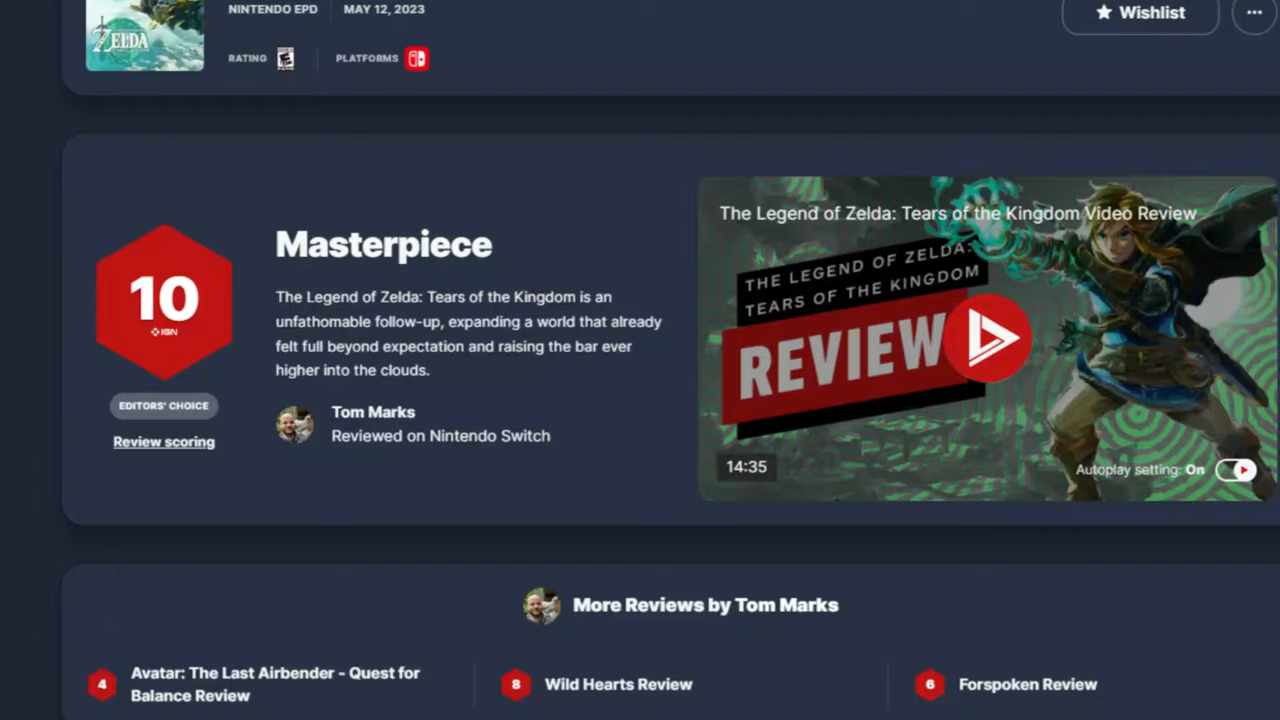 NINTENDO EPD
MAY 12, 2023
Wishlist
ZELDA
RATING
E
PLATFORMS
10
IGN
EDITORS' CHOICE
Review scoring
Masterpiece
The Legend of Zelda: Tears of the Kingdom is an
unfathomable follow-up, expanding a world that already
felt full beyond expectation and raising the bar ever
higher into the clouds.
Tom Marks
Reviewed on Nintendo Switch
The Legend of Zelda: Tears of the Kingdom Video Review
THE LEGEND OF ZELDA:
TEARS OF THE KINGDOM
REVIEW
14:35
Autoplay setting: On
More Reviews by Tom Marks
4
Avatar: The Last Airbender - Quest for
Balance Review
8
Wild Hearts Review
6
Forspoken Review